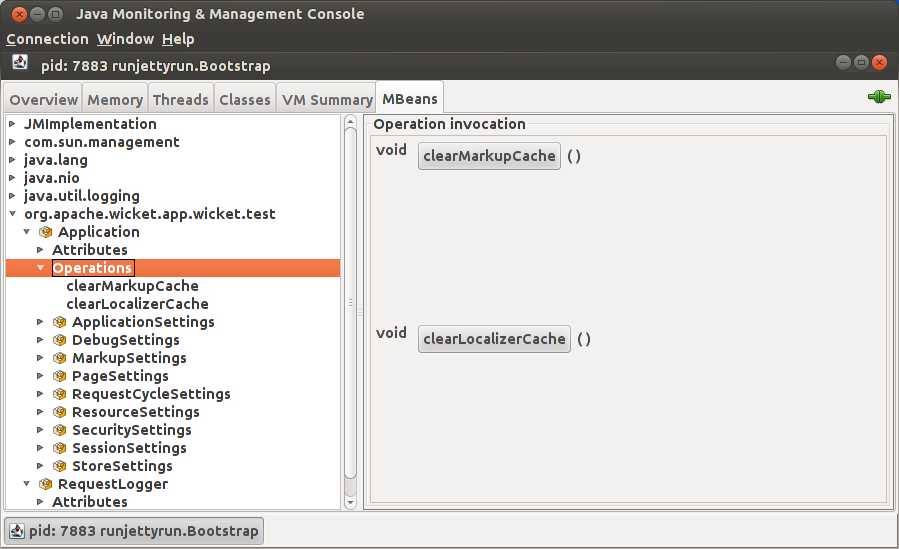 Java Monitoring & Management Console
Connection Window Help
pid: 7883 runjettyrun.Bootstrap
Overview Memory Threads Classes VM Summary MBeans
JMImplementation
com.sun.management
java.lang
java.nio
java.util.logging
org.apache.wicket.app.wicket.test
Application
Attributes
Operations
clearMarkupCache
clearLocalizerCache
ApplicationSettings
DebugSettings
MarkupSettings
PageSettings
RequestCycleSettings
ResourceSettings
SecuritySettings
SessionSettings
StoreSettings
RequestLogger
Attributes
Operation invocation
void clearMarkupCache ( )
void clearLocalizerCache ( )
pid: 7883 runjettyrun.Bootstrap